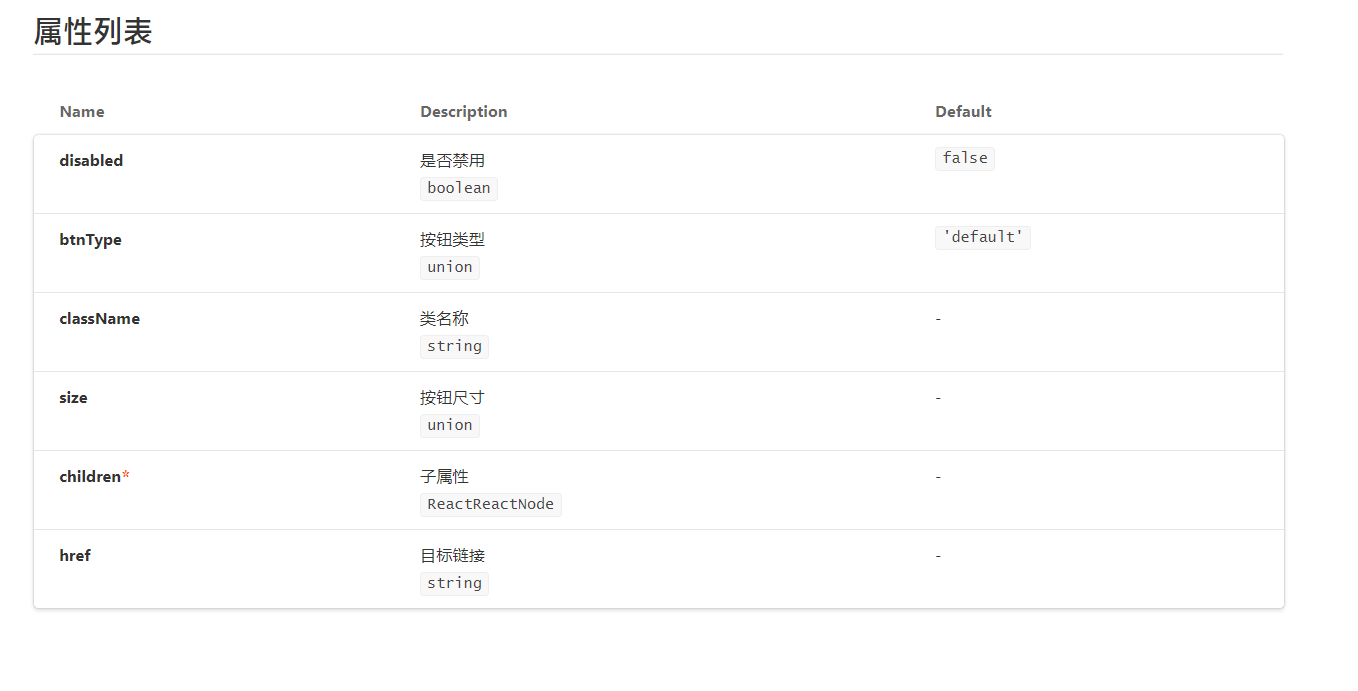 属性列表
Name Description Default
disabled 是否禁用 false
boolean
btnType 按钮类型 'default'
union
className 类名称 -
string
size 按钮尺寸 -
union
children* 子属性 -
ReactReactNode
href 目标链接 -
string